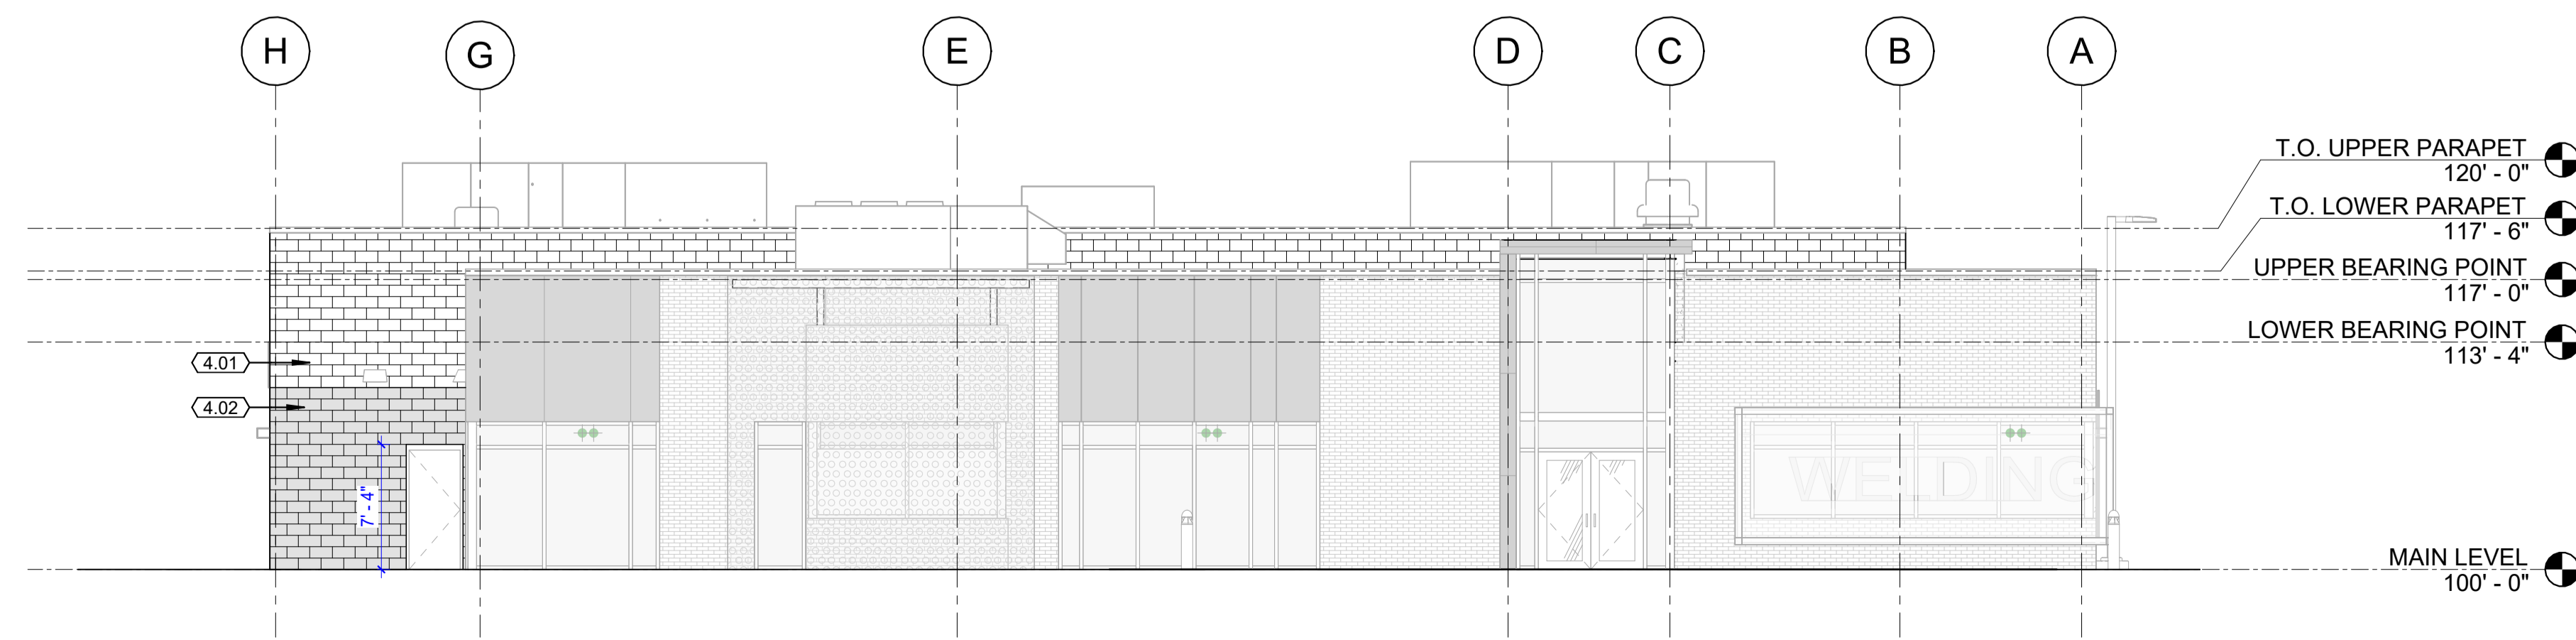 H
G
E
D
C
B
A
T.O. UPPER PARAPET
120' - 0"
T.O. LOWER PARAPET
117' - 6"
UPPER BEARING POINT
117' - 0"
LOWER BEARING POINT
113' - 4"
4.01
4.02
7' - 4"
WELDING
MAIN LEVEL
100' - 0"